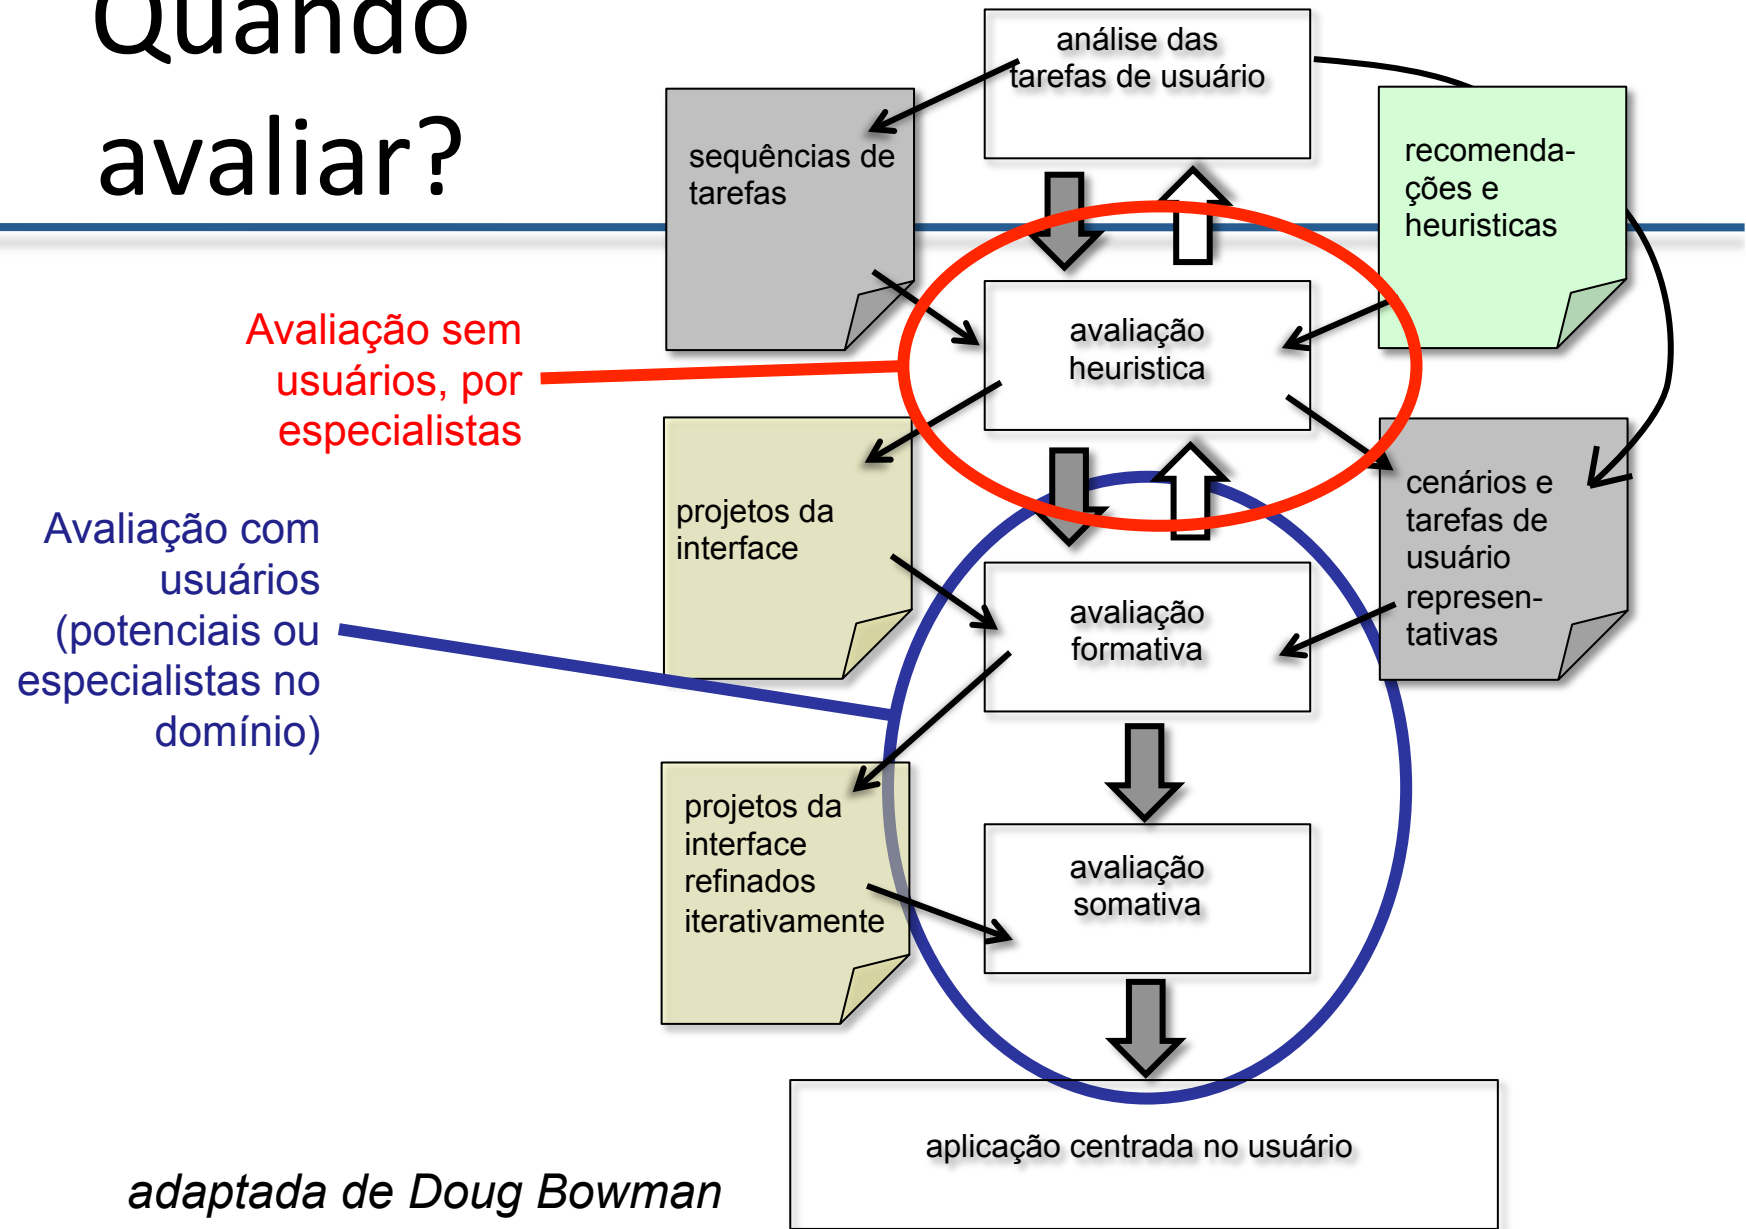 Quando
avaliar?
análise das
tarefas de usuário
sequências de
tarefas
recomenda-
ções e
heuristicas
Avaliação sem
usuários, por
especialistas
avaliação
heuristica
projetos da
interface
cenários e
tarefas de
usuário
represen-
tativas
Avaliação com
usuários
(potenciais ou
especialistas no
domínio)
avaliação
formativa
projetos da
interface
refinados
iterativamente
avaliação
somativa
aplicação centrada no usuário
adaptada de Doug Bowman